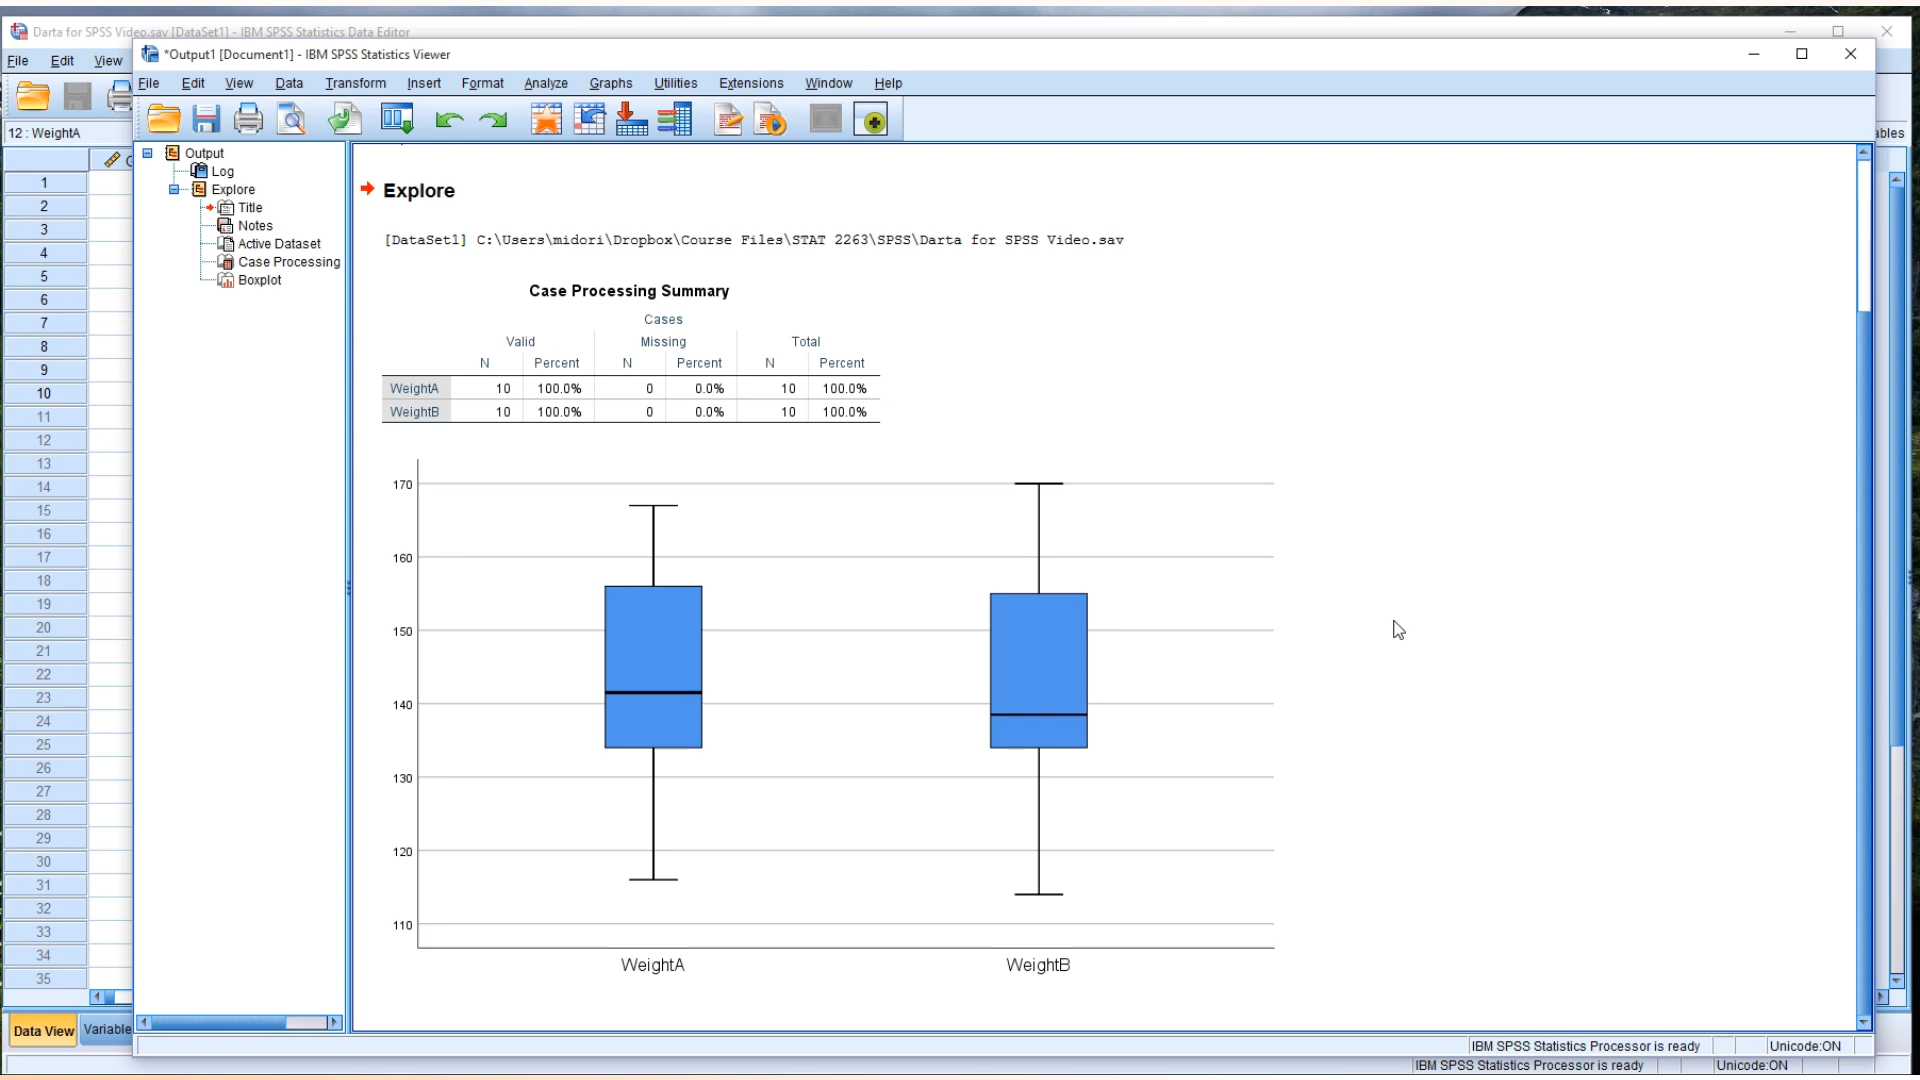 Darta for SPSS Video.sav [DataSet1] - IBM SPSS Statistics Data Editor
*Output1 [Document1] - IBM SPSS Statistics Viewer
File Edit View
File Edit View Data Transform Insert Format Analyze Graphs Utilities Extensions Window Help
12 : WeightA
ables
Output
Log
Explore
Title
Notes
Active Dataset
Case Processing
Boxplot
1
2
3
4
5
6
7
8
9
10
11
12
13
14
15
16
17
18
19
20
21
22
23
24
25
26
27
28
29
30
31
32
33
34
35
Explore
[DataSet1] C:\Users\midori\Dropbox\Course Files\STAT 2263\SPSS\Darta for SPSS Video.sav
Case Processing Summary
Cases
Valid Missing Total
N Percent N Percent N Percent
WeightA 10 100.0% 0 0.0% 10 100.0%
WeightB 10 100.0% 0 0.0% 10 100.0%
170
160
150
140
130
120
110
WeightA WeightB
Data View Variable
IBM SPSS Statistics Processor is ready Unicode:ON
IBM SPSS Statistics Processor is ready Unicode:ON